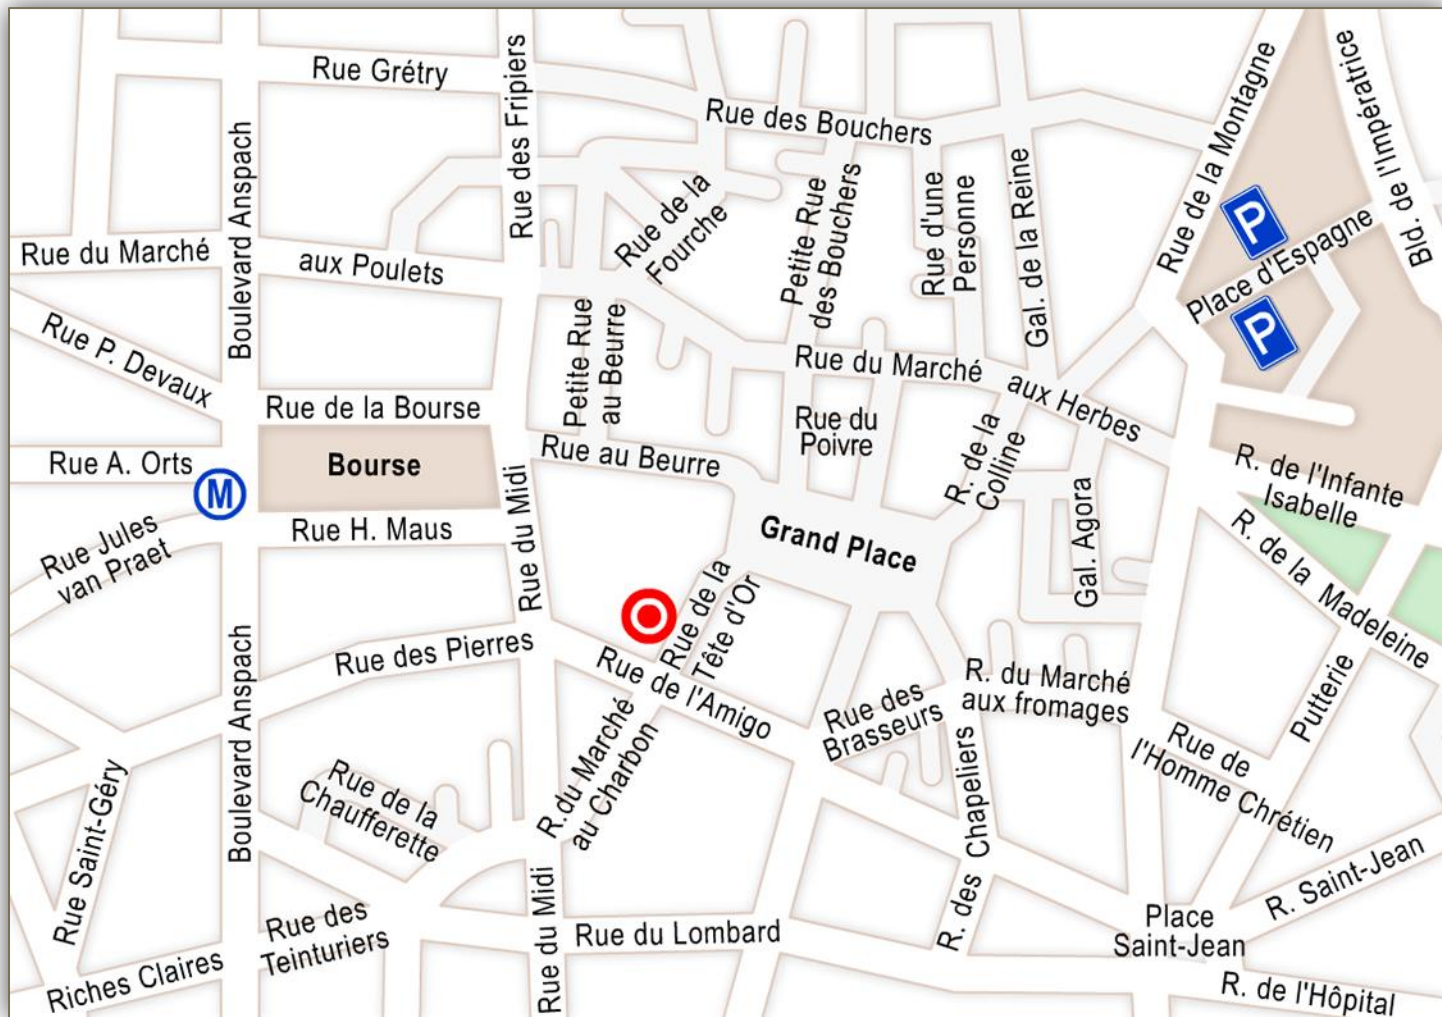 Rue Grétry
Rue des Fripiers
Rue des Bouchers
Rue de la Montagne
Bld. de l'Impératrice
Boulevard Anspach
Rue du Marché
aux Poulets
Rue de la
Fourche
Petite Rue
des Bouchers
Rue d'une
Personne
Gal. de la Reine
P
Place d'Espagne
P
Rue P. Devaux
Petite Rue
au Beurre
Rue du Marché
aux Herbes
Rue de la Bourse
Rue du
Poivre
R. de la
Colline
Rue A. Orts
Bourse
M
Rue au Beurre
R. de l'Infante
Isabelle
Rue du Midi
Rue H. Maus
Grand Place
Gal. Agora
R. de la Madeleine
Rue Jules
van Praet
Rue de la
Tête d'Or
Rue des Pierres
Rue de l'Amigo
Boulevard Anspach
R. du Marché
aux fromages
Rue des
Brasseurs
Putterie
Rue de
l'Homme Chrétien
R.du Marché
au Charbon
Rue de la
Chaufferette
Rue Saint-Géry
R. des Chapeliers
R. Saint-Jean
Rue des
Teinturiers
Rue du Midi
Rue du Lombard
Place
Saint-Jean
Riches Claires
R. de l'Hôpital